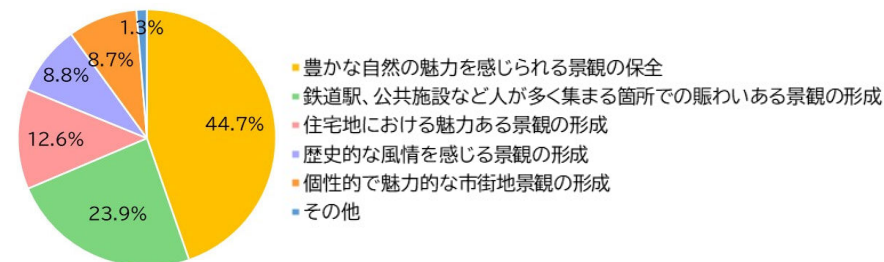 1.3%
8.7%
8.8%
12.6%
23.9%
44.7%
豊かな自然の魅力を感じられる景観の保全
鉄道駅、公共施設など人が多く集まる箇所での賑わいある景観の形成
住宅地における魅力ある景観の形成
歴史的な風情を感じる景観の形成
個性的で魅力的な市街地景観の形成
その他